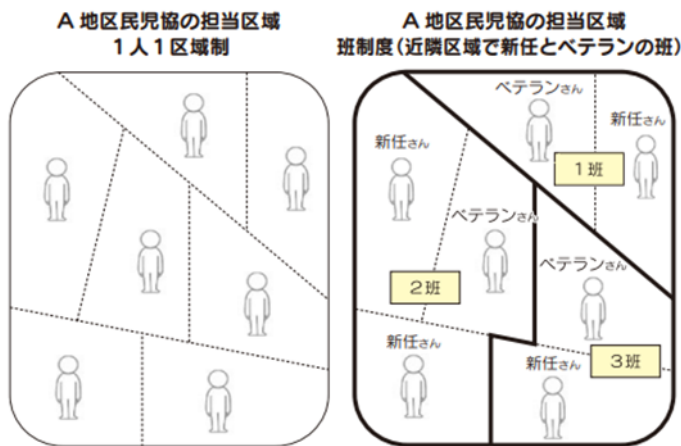 A 地区民児協の担当区域
1人1区域制
A 地区民児協の担当区域
班制度(近隣区域で新任とベテランの班)
ベテランさん
新任さん
新任さん
1班
ベテランさん
ベテランさん
2班
新任さん
新任さん
3班